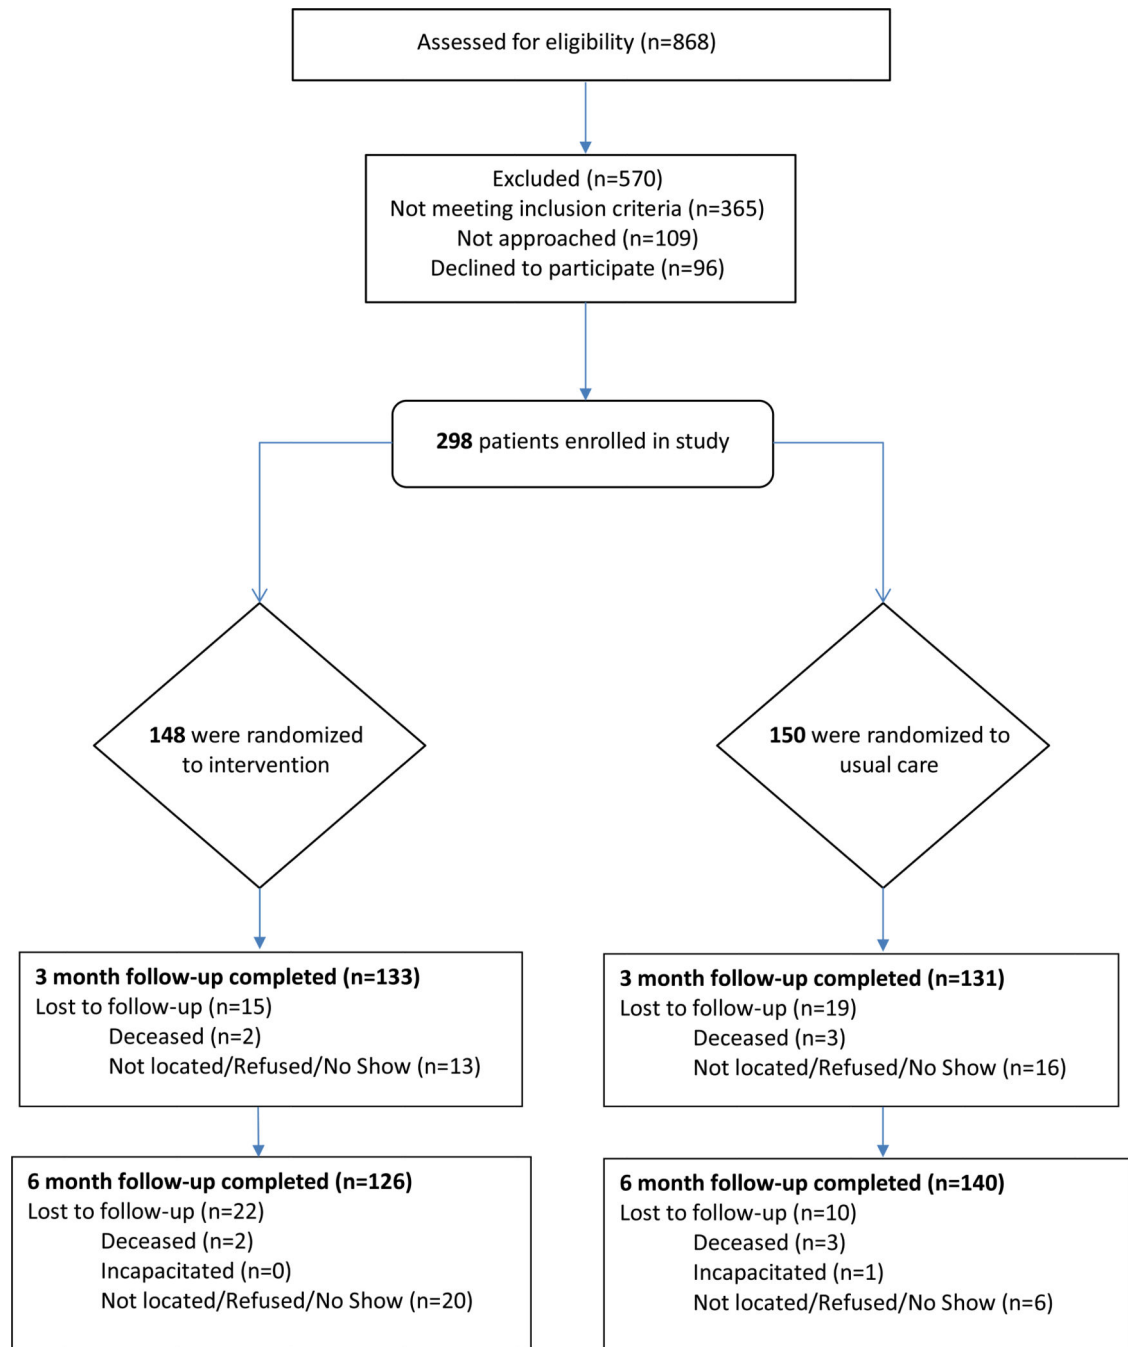 Assessed for eligibility (n=868)
Excluded (n=570)
Not meeting inclusion criteria (n=365)
Not approached (n=109)
Declined to participate (n=96)
298 patients enrolled in study
148 were randomized
to intervention
150 were randomized to
usual care
3 month follow-up completed (n=133)
Lost to follow-up (n=15)
Deceased (n=2)
Not located/Refused/No Show (n=13)
3 month follow-up completed (n=131)
Lost to follow-up (n=19)
Deceased (n=3)
Not located/Refused/No Show (n=16)
6 month follow-up completed (n=126)
Lost to follow-up (n=22)
Deceased (n=2)
Incapacitated (n=0)
Not located/Refused/No Show (n=20)
6 month follow-up completed (n=140)
Lost to follow-up (n=10)
Deceased (n=3)
Incapacitated (n=1)
Not located/Refused/No Show (n=6)